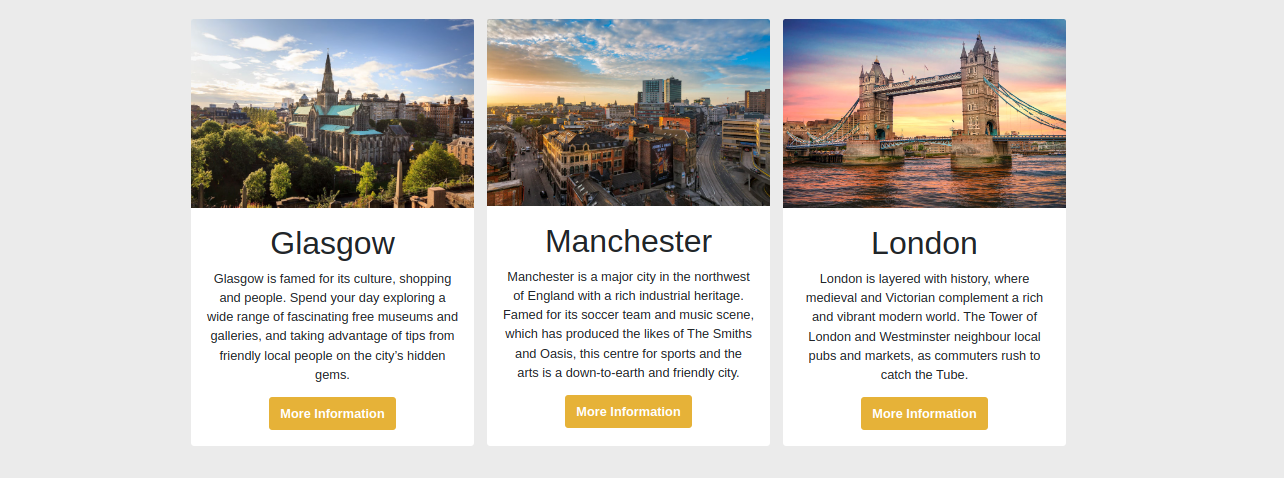 Glasgow
Glasgow is famed for its culture, shopping
and people. Spend your day exploring a
wide range of fascinating free museums and
galleries, and taking advantage of tips from
friendly local people on the city's hidden
gems.
More Information
Manchester
Manchester is a major city in the northwest
of England with a rich industrial heritage.
Famed for its soccer team and music scene,
which has produced the likes of The Smiths
and Oasis, this centre for sports and the
arts is a down-to-earth and friendly city.
More Information
London
London is layered with history, where
medieval and Victorian complement a rich
and vibrant modern world. The Tower of
London and Westminster neighbour local
pubs and markets, as commuters rush to
catch the Tube.
More Information